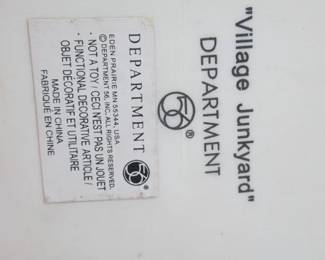 "Village Junkyard"
DEPARTMENT
56®
DEPARTMENT
56®
EDEN PRAIRIE MN 55344, USA
© DEPARTMENT 56, INC. ALL RIGHTS RESERVED.
• NOT A TOY / CECI N'EST PAS UN JOUET
• FUNCTIONAL DECORATIVE ARTICLE /
OBJET DÉCORATIF ET UTILITAIRE
MADE IN CHINA
FABRIQUÉ EN CHINE